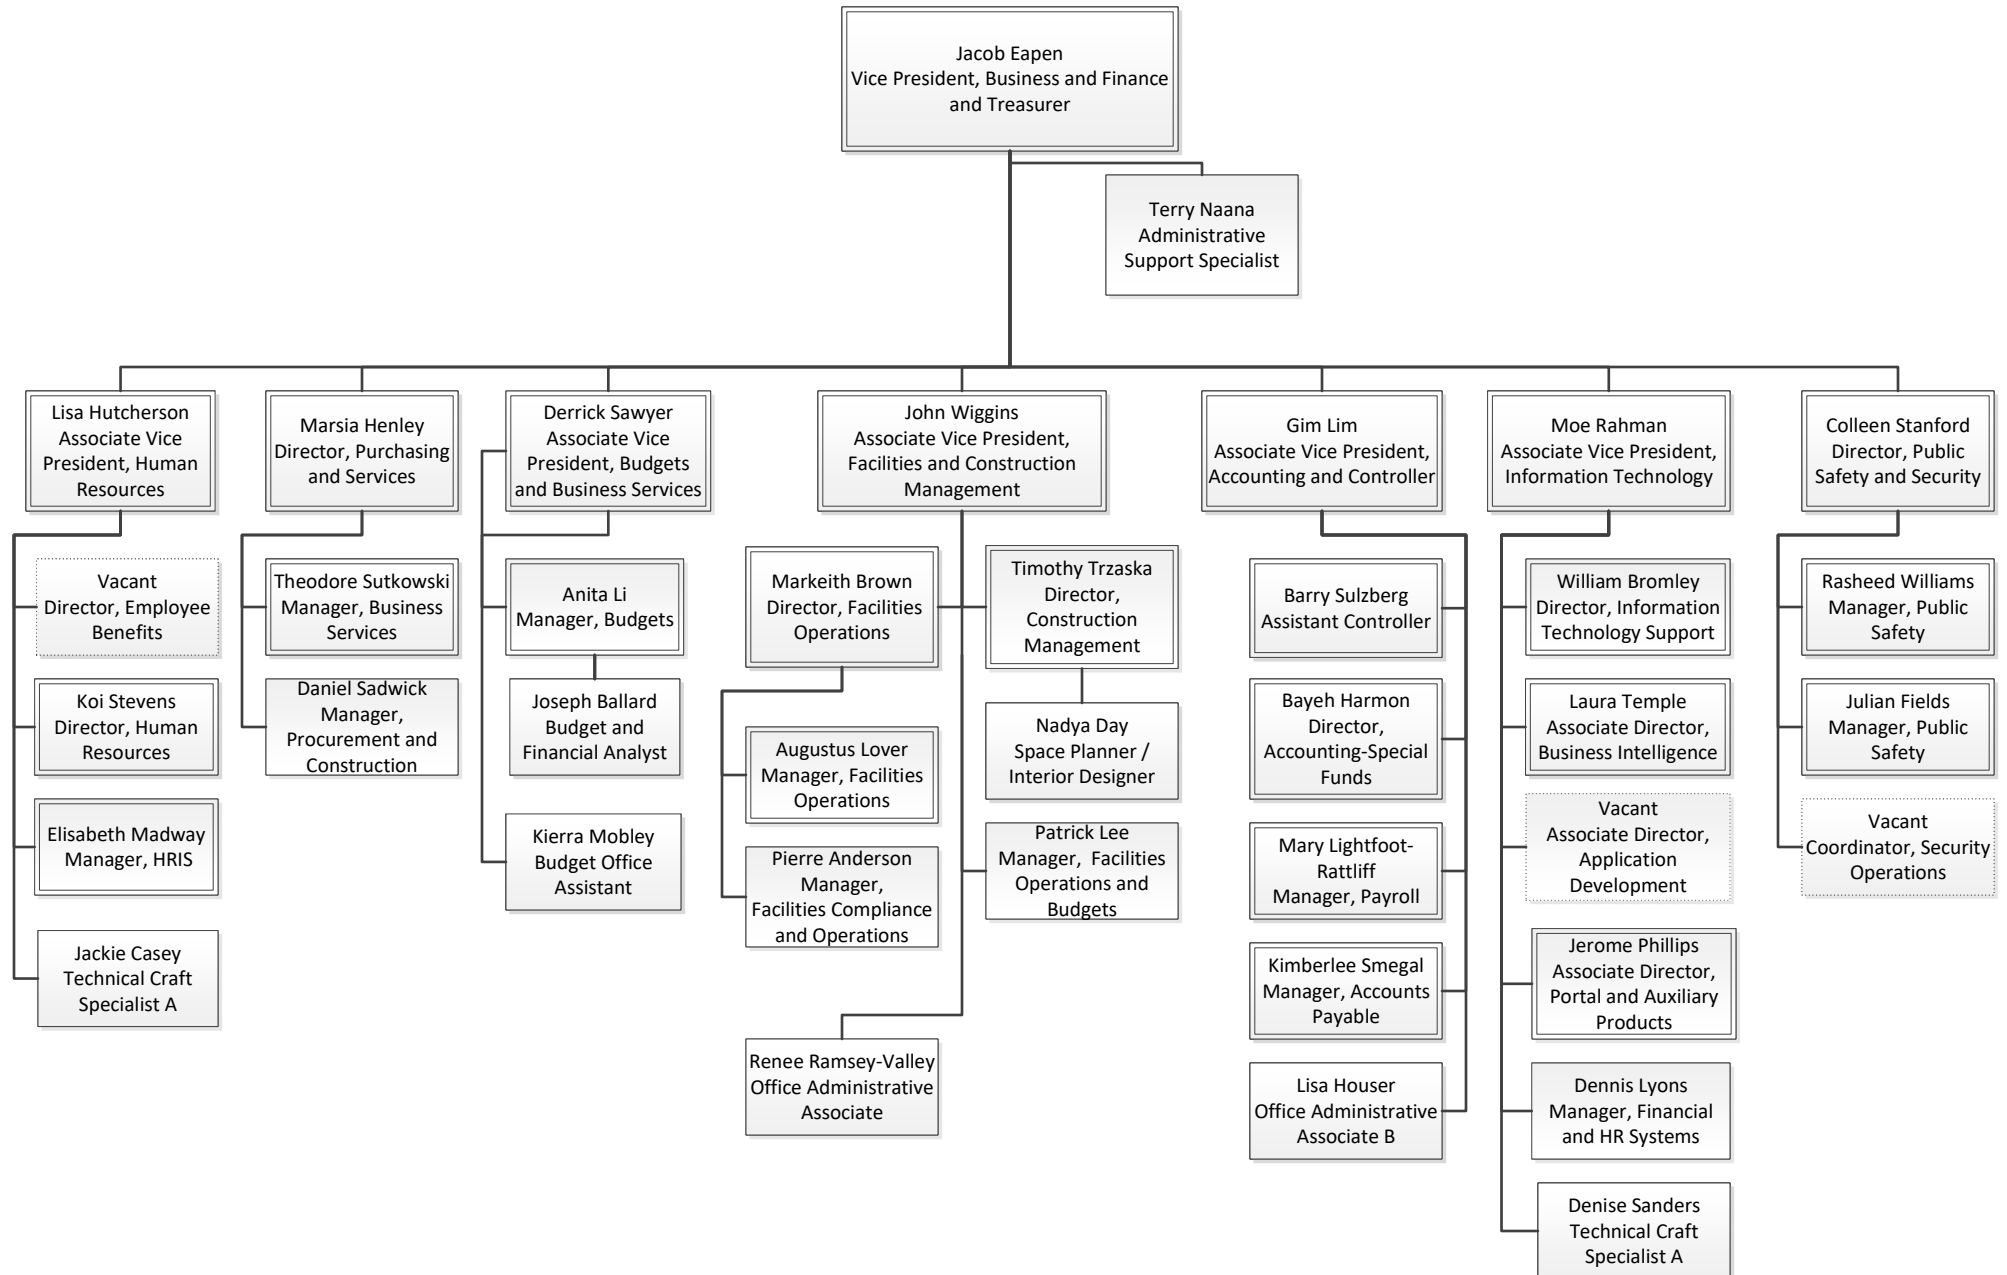 Jacob Eapen
Vice President, Business and Finance
and Treasurer
Terry Naana
Administrative
Support Specialist
Lisa Hutcherson
Associate Vice
President, Human
Resources
Marsia Henley
Director, Purchasing
and Services
Derrick Sawyer
Associate Vice
President, Budgets
and Business Services
John Wiggins
Associate Vice President,
Facilities and Construction
Management
Gim Lim
Associate Vice President,
Accounting and Controller
Moe Rahman
Associate Vice President,
Information Technology
Colleen Stanford
Director, Public
Safety and Security
Vacant
Director, Employee
Benefits
Koi Stevens
Director, Human
Resources
Elisabeth Madway
Manager, HRIS
Jackie Casey
Technical Craft
Specialist A
Theodore Sutkowski
Manager, Business
Services
Daniel Sadwick
Manager,
Procurement and
Construction
Anita Li
Manager, Budgets
Joseph Ballard
Budget and
Financial Analyst
Kierra Mobley
Budget Office
Assistant
Markeith Brown
Director, Facilities
Operations
Augustus Lover
Manager, Facilities
Operations
Pierre Anderson
Manager,
Facilities Compliance
and Operations
Timothy Trzaska
Director,
Construction
Management
Nadya Day
Space Planner /
Interior Designer
Patrick Lee
Manager,  Facilities
Operations and
Budgets
Renee Ramsey-Valley
Office Administrative
Associate
Barry Sulzberg
Assistant Controller
Bayeh Harmon
Director,
Accounting-Special
Funds
Mary Lightfoot-
Rattliff
Manager, Payroll
Kimberlee Smegal
Manager, Accounts
Payable
Lisa Houser
Office Administrative
Associate B
William Bromley
Director, Information
Technology Support
Laura Temple
Associate Director,
Business Intelligence
Vacant
Associate Director,
Application
Development
Jerome Phillips
Associate Director,
Portal and Auxiliary
Products
Dennis Lyons
Manager, Financial
and HR Systems
Denise Sanders
Technical Craft
Specialist A
Rasheed Williams
Manager, Public
Safety
Julian Fields
Manager, Public
Safety
Vacant
Coordinator, Security
Operations